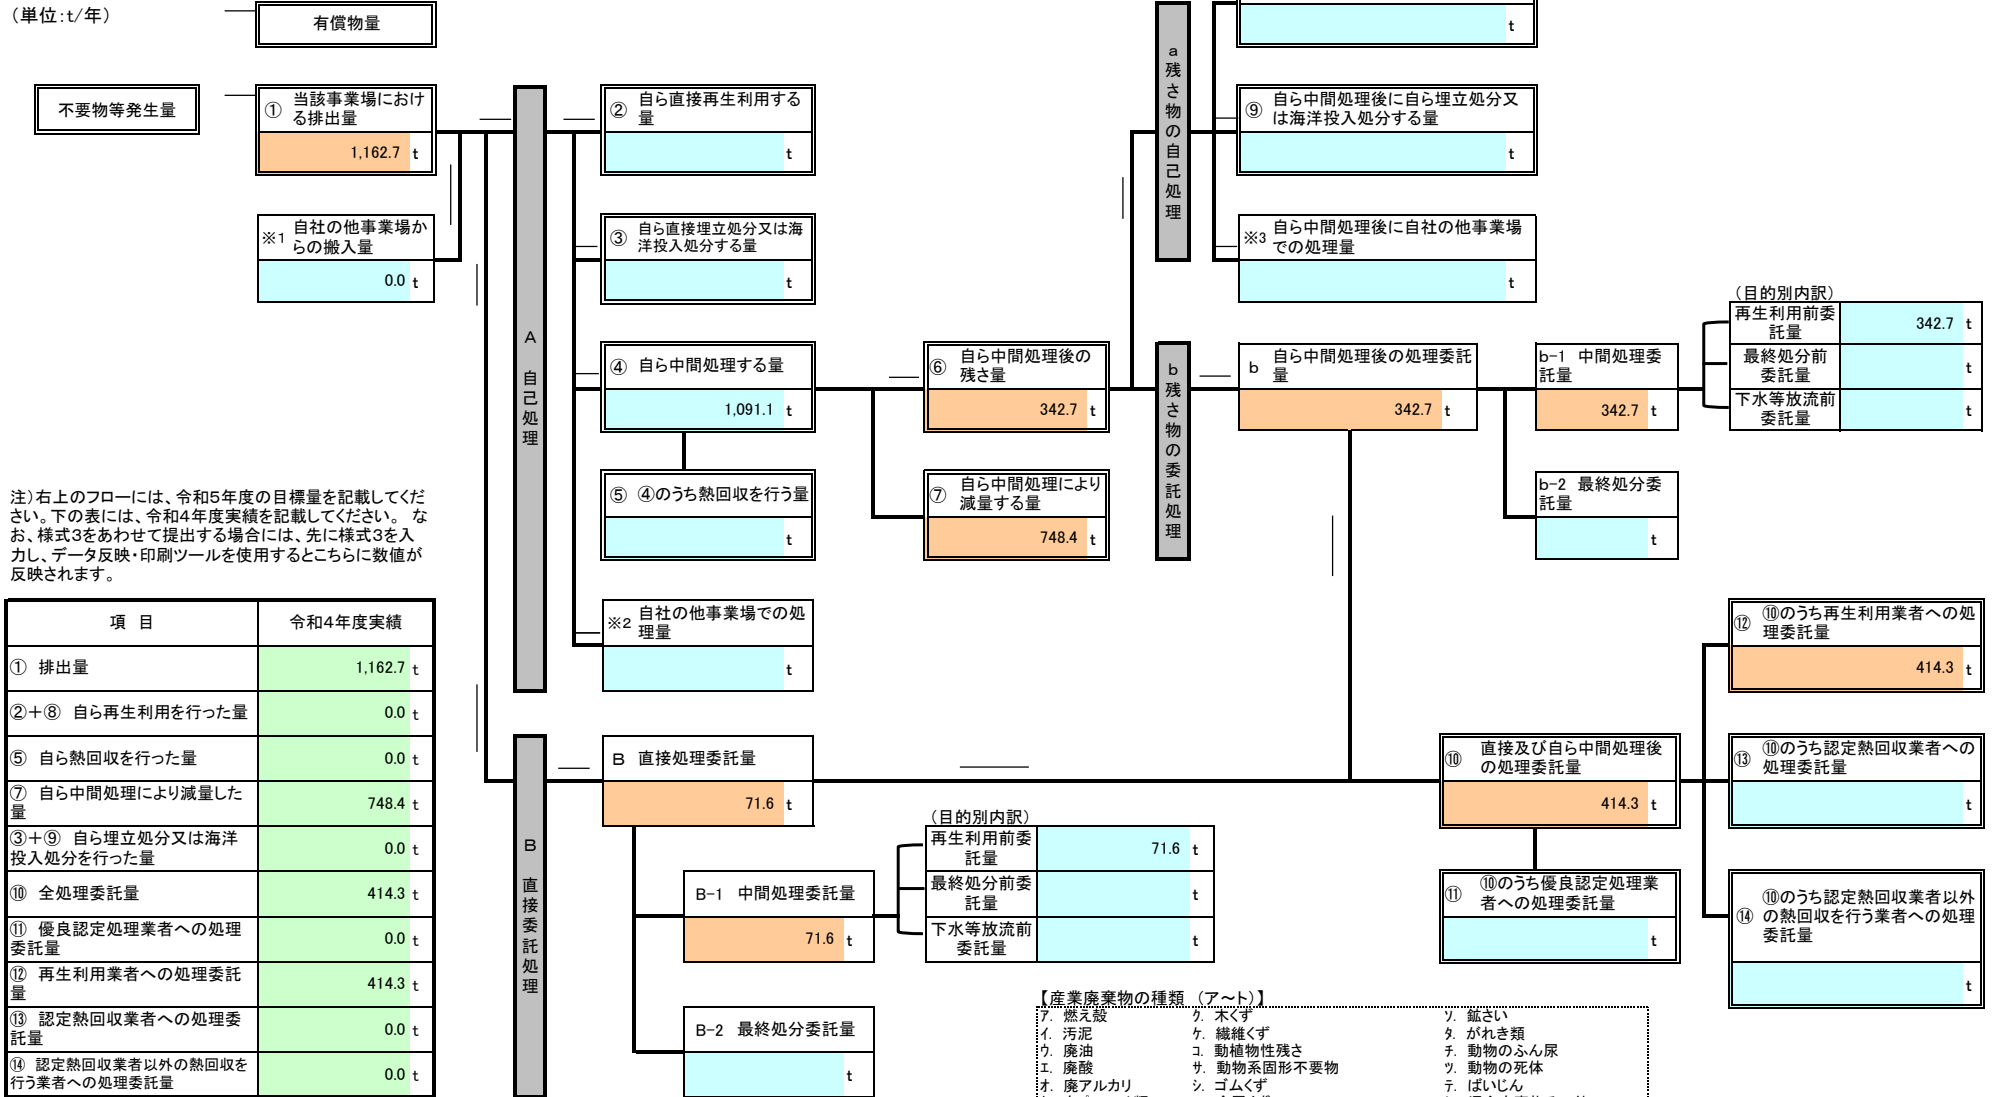 （単位：ｔ/年）
有償物量
不要物等発生量
① 当該事業場におけ
る排出量
1,162.7 t
※1 自社の他事業場か
らの搬入量
0.0 t
A 自己処理
② 自ら直接再生利用する
量
t
③ 自ら直接埋立処分又は海
洋投入処分する量
t
④ 自ら中間処理する量
1,091.1 t
⑤ ④のうち熱回収を行う量
t
※2 自社の他事業場での処
理量
t
⑥ 自ら中間処理後の
残さ量
342.7 t
⑦ 自ら中間処理により
減量する量
748.4 t
a 残さ物の自己処理
t
⑨ 自ら中間処理後に自ら埋立処分又
は海洋投入処分する量
t
※3 自ら中間処理後に自社の他事業場
での処理量
t
b 残さ物の委託処理
b 自ら中間処理後の処理委託
量
342.7 t
b-1 中間処理委
託量
342.7 t
b-2 最終処分委
託量
t
（目的別内訳）
再生利用前委
託量
342.7 t
最終処分前
委託量
t
下水等放流前
委託量
t
注）右上のフローには、令和５年度の目標量を記載してくだ
さい。下の表には、令和４年度実績を記載してください。 な
お、様式３をあわせて提出する場合には、先に様式３を入
力し、データ反映・印刷ツールを使用するとこちらに数値が
反映されます。
項 目 令和４年度実績
① 排出量 1,162.7 t
②＋⑧ 自ら再生利用を行った量 0.0 t
⑤ 自ら熱回収を行った量 0.0 t
⑦ 自ら中間処理により減量した
量 748.4 t
③＋⑨ 自ら埋立処分又は海洋
投入処分を行った量 0.0 t
⑩ 全処理委託量 414.3 t
⑪ 優良認定処理業者への処理
委託量 0.0 t
⑫ 再生利用業者への処理委託
量 414.3 t
⑬ 認定熱回収業者への処理委
託量 0.0 t
⑭ 認定熱回収業者以外の熱回収を
行う業者への処理委託量 0.0 t
B 直接委託処理
B 直接処理委託量
71.6 t
B-1 中間処理委託量
71.6 t
B-2 最終処分委託量
t
（目的別内訳）
再生利用前委
託量
71.6 t
最終処分前委
託量
t
下水等放流前
委託量
t
⑩ 直接及び自ら中間処理後
の処理委託量
414.3 t
⑪ ⑩のうち優良認定処理業
者への処理委託量
t
⑫ ⑩のうち再生利用業者への処
理委託量
414.3 t
⑬ ⑩のうち認定熱回収業者への
処理委託量
t
⑭ ⑩のうち認定熱回収業者以外
の熱回収を行う業者への処理
委託量
t
【産業廃棄物の種類 （ア～ト）】
ｱ. 燃え殻 ｸ. 木くず ｿ. 鉱さい
ｲ. 汚泥 ｹ. 繊維くず ﾀ. がれき類
ｳ. 廃油 ｺ. 動植物性残さ ﾁ. 動物のふん尿
ｴ. 廃酸 ｻ. 動物系固形不要物 ﾂ. 動物の死体
ｵ. 廃アルカリ ｼ. ゴムくず ﾃ. ばいじん